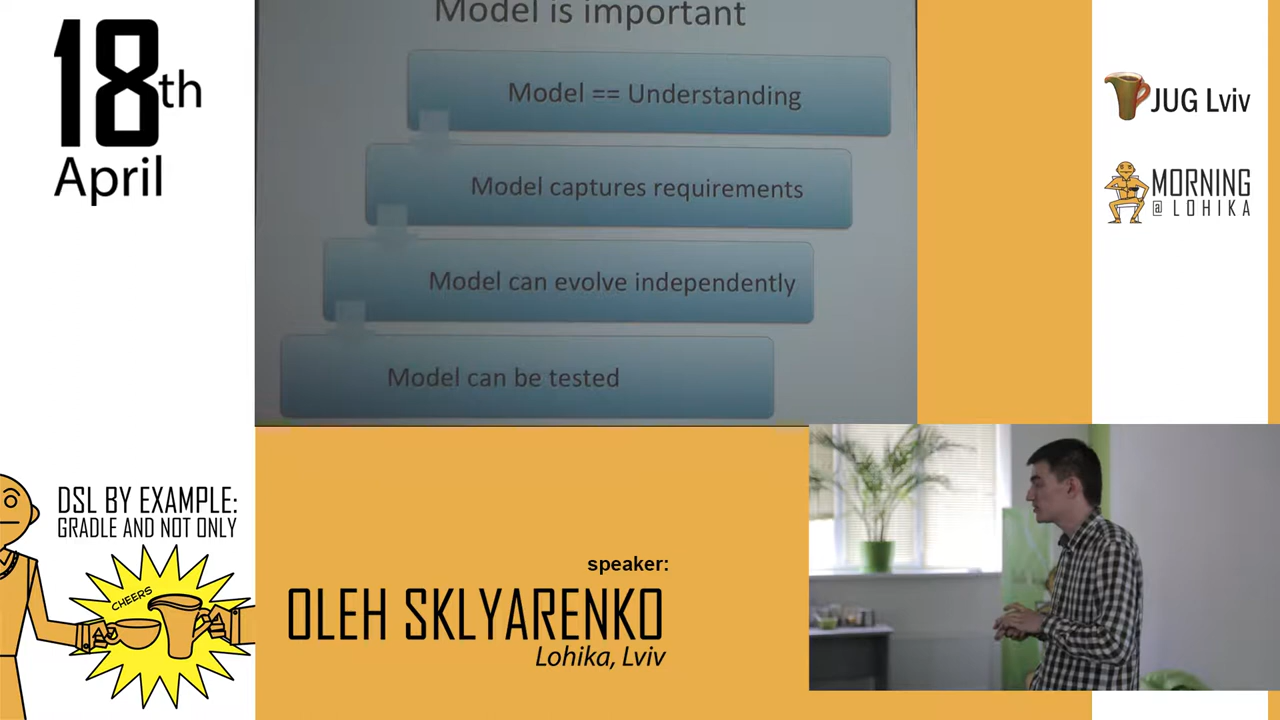 18th
April
Model is important
Model == Understanding
Model captures requirements
Model can evolve independently
Model can be tested
JUG Lviv
MORNING
@ LOHIKA
DSL BY EXAMPLE:
GRADLE AND NOT ONLY
CHEERS
speaker:
OLEH SKLYARENKO
Lohika, Lviv